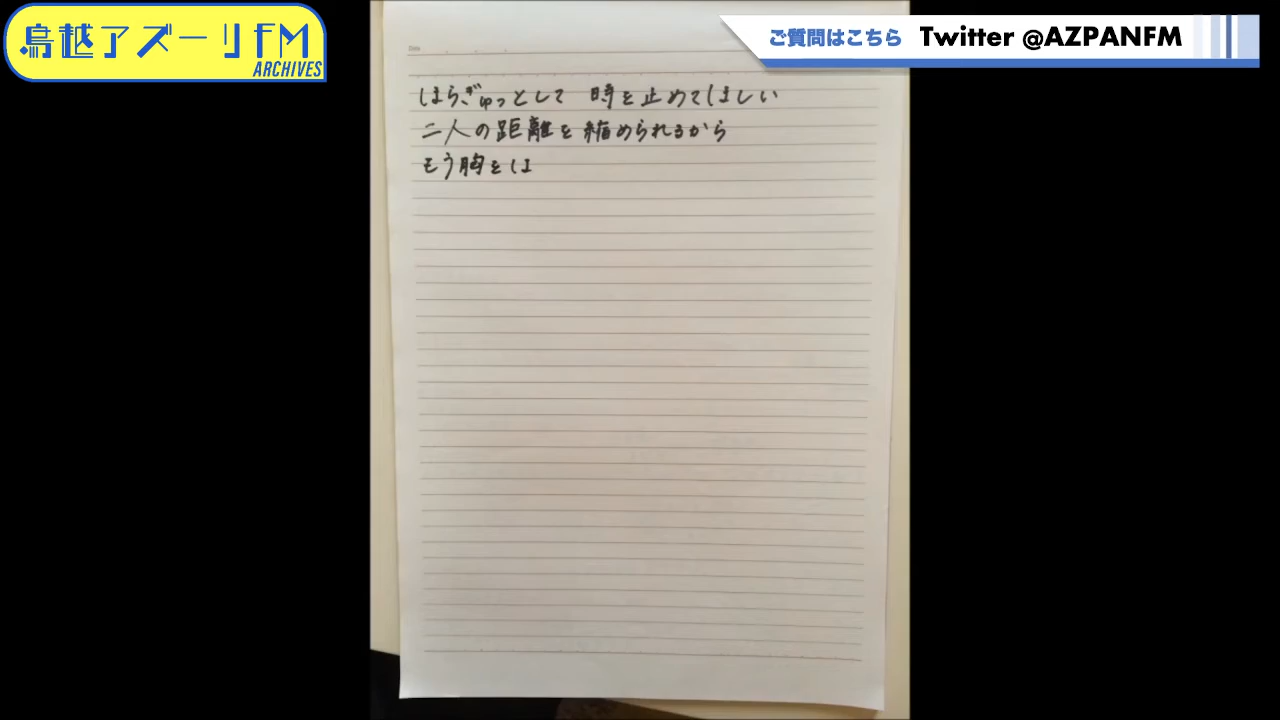 鳥越アズーリFM
ARCHIVES
ご質問はこちら Twitter @AZPANFM
Date
ほらぎゅっとして 時を止めてほしい
二人の距離を縮められるから
もう胸をは